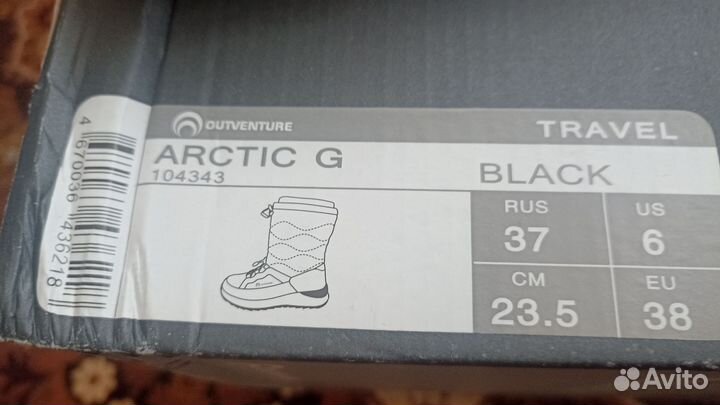 OUTVENTURE
TRAVEL
ARCTIC G
104343
BLACK
RUS
37
US
6
CM
23.5
EU
38
4 670036 436218
Avito